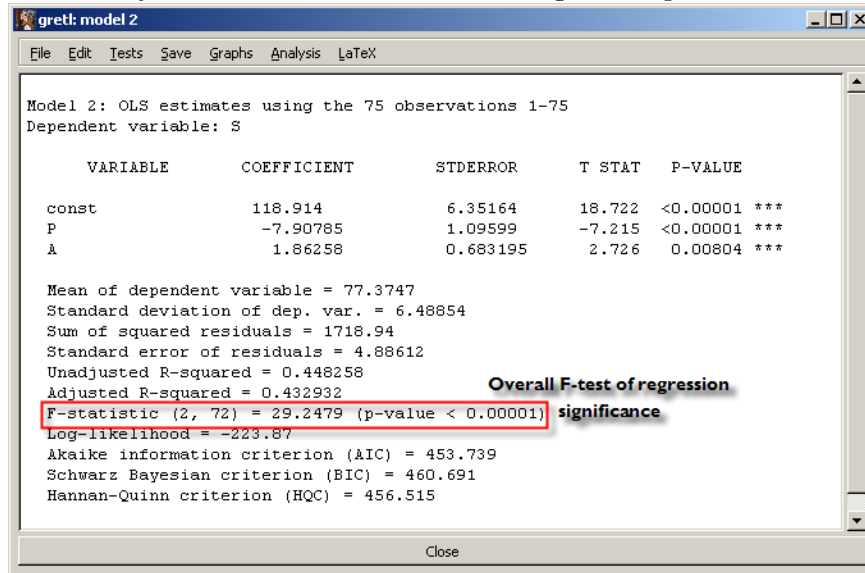 gretl: model 2
File Edit Tests Save Graphs Analysis LaTeX
Model 2: OLS estimates using the 75 observations 1-75
Dependent variable: S
VARIABLE COEFFICIENT STDERROR T STAT P-VALUE
const 118.914 6.35164 18.722 <0.00001 ***
P -7.90785 1.09599 -7.215 <0.00001 ***
A 1.86258 0.683195 2.726 0.00804 ***
Mean of dependent variable = 77.3747
Standard deviation of dep. var. = 6.48854
Sum of squared residuals = 1718.94
Standard error of residuals = 4.88612
Unadjusted R-squared = 0.448258
Adjusted R-squared = 0.432932
Overall F-test of regression
F-statistic (2, 72) = 29.2479 (p-value < 0.00001) significance
Log-likelihood = -223.87
Akaike information criterion (AIC) = 453.739
Schwarz Bayesian criterion (BIC) = 460.691
Hannan-Quinn criterion (HQC) = 456.515
Close